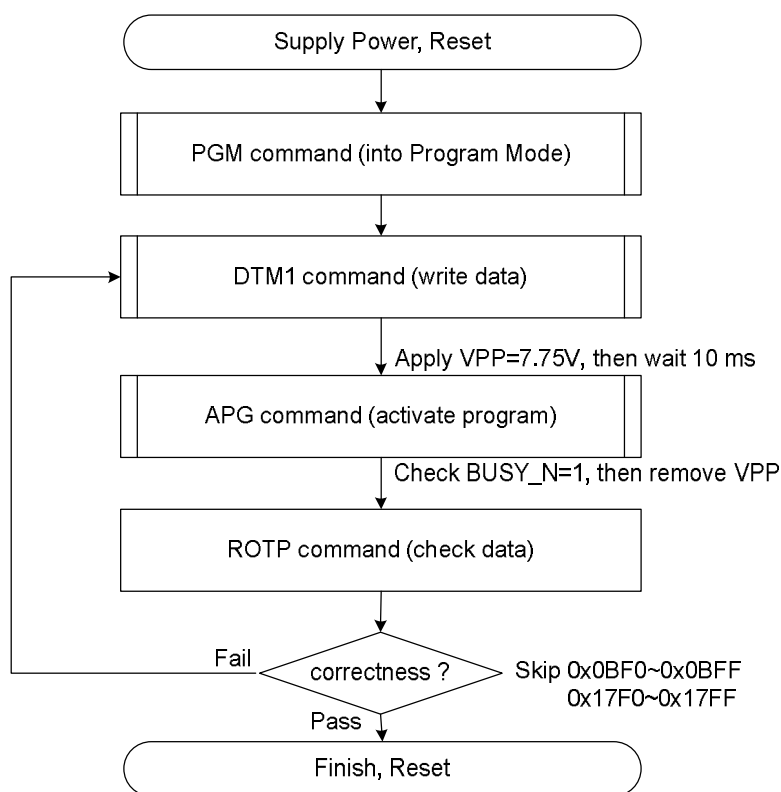 Supply Power, Reset
PGM command (into Program Mode)
DTM1 command (write data)
Apply VPP=7.75V, then wait 10 ms
APG command (activate program)
Check BUSY_N=1, then remove VPP
ROTP command (check data)
Fail
correctness ?
Skip 0x0BF0~0x0BFF
0x17F0~0x17FF
Pass
Finish, Reset